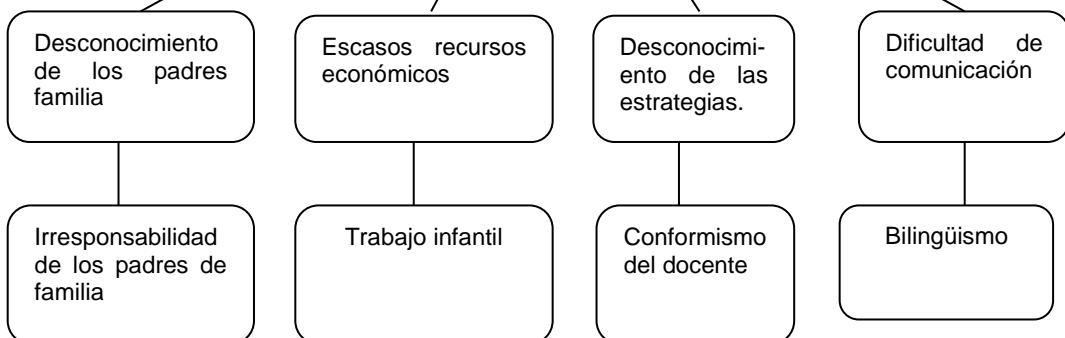 Desconocimiento
de los padres
familia
Escasos recursos
económicos
Desconocimi-
ento de las
estrategias.
Dificultad de
comunicación
Irresponsabilidad
de los padres de
familia
Trabajo infantil
Conformismo
del docente
Bilingüismo